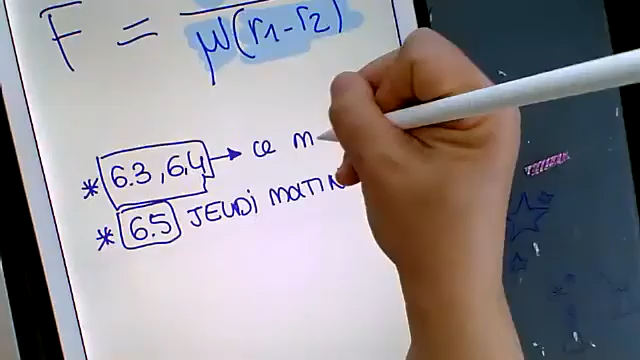 F = μ(r₁-r₂)
* 6.3, 6.4 → ce m
* 6.5 JEUDi MATIN